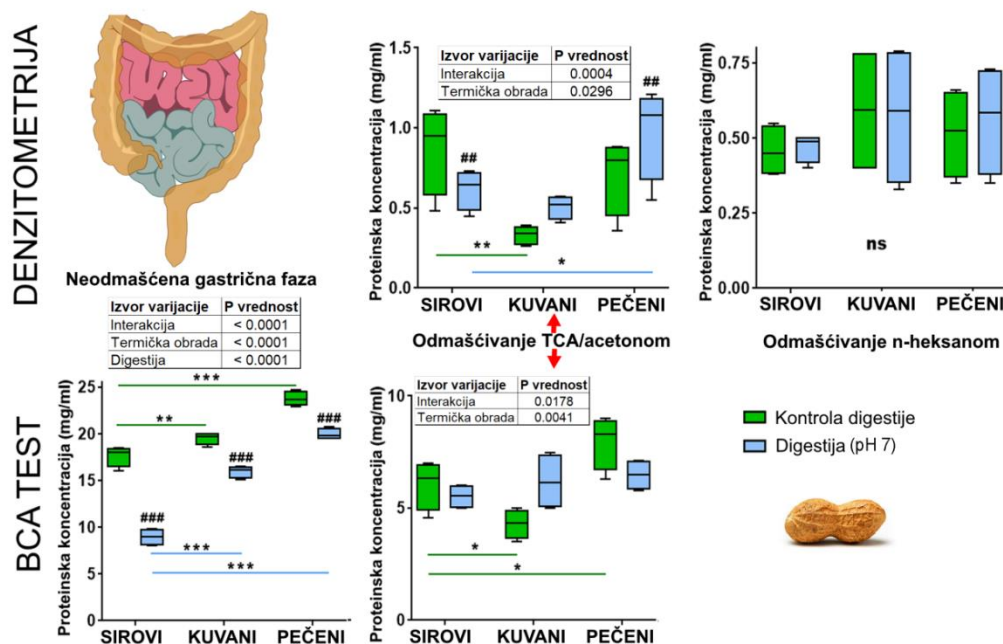 DENZITOMETRIJA
Neodmašćena gastrična faza
Proteinska koncentracija (mg/ml)
1.5
1.0
0.5
0.0
Izvor varijacije P vrednost
Interakcija 0.0004
Termička obrada 0.0296
##
##
**
*
SIROVI KUVANI PEČENI
Odmašćivanje TCA/acetonom
Proteinska koncentracija (mg/ml)
0.75
0.50
0.25
0.00
ns
SIROVI KUVANI PEČENI
Odmašćivanje n-heksanom
BCA TEST
Izvor varijacije P vrednost
Interakcija < 0.0001
Termička obrada < 0.0001
Digestija < 0.0001
Proteinska koncentracija (mg/ml)
25
20
15
10
5
0
***
**
###
###
###
***
***
SIROVI KUVANI PEČENI
Izvor varijacije P vrednost
Interakcija 0.0178
Termička obrada 0.0041
Proteinska koncentracija (mg/ml)
10
5
0
*
*
SIROVI KUVANI PEČENI
Kontrola digestije
Digestija (pH 7)